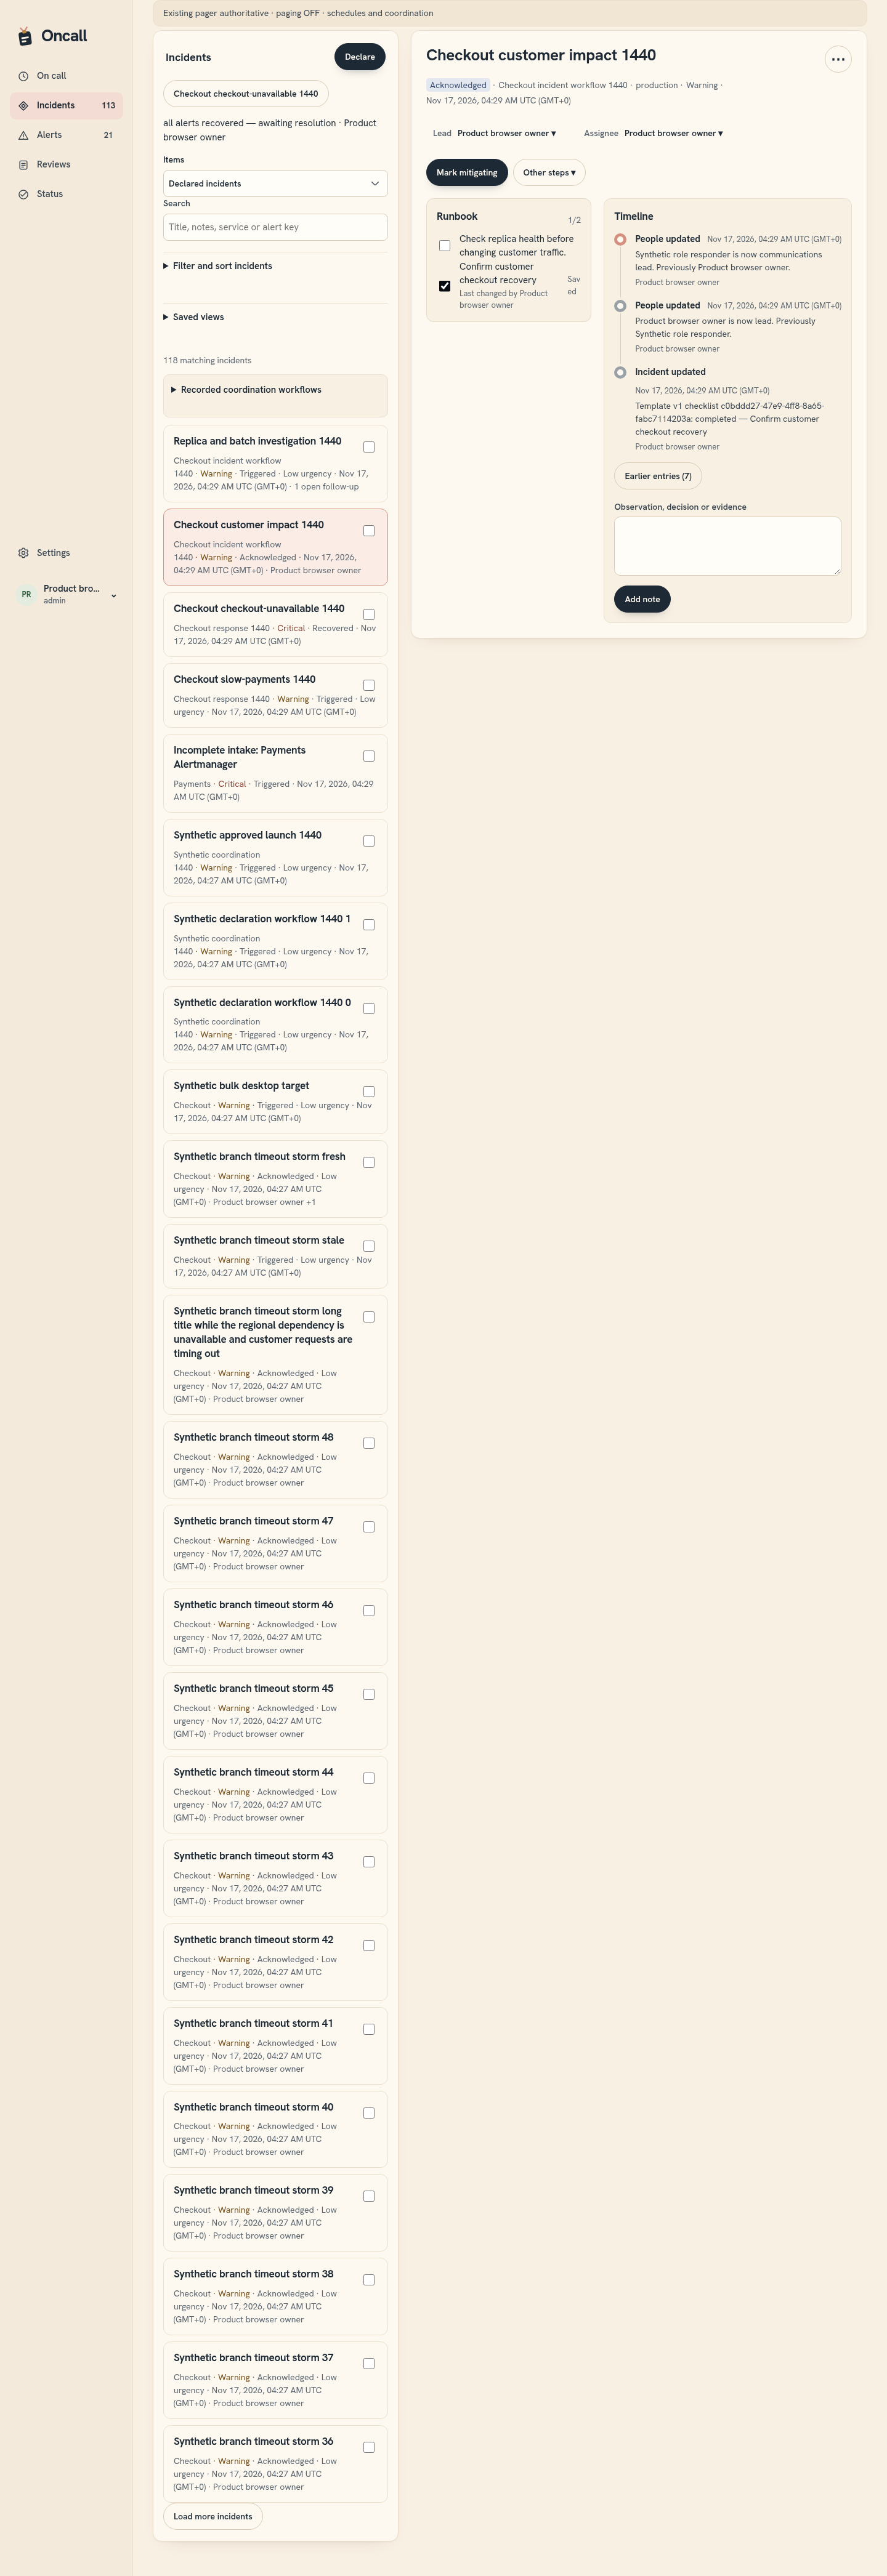 Oncall
On call
Incidents 113
Alerts 21
Reviews
Status
Settings
PR
Product bro...
admin
Existing pager authoritative · paging OFF · schedules and coordination
Incidents
Declare
Checkout checkout-unavailable 1440
all alerts recovered — awaiting resolution · Product
browser owner
Items
Declared incidents
Search
Title, notes, service or alert key
Filter and sort incidents
Saved views
118 matching incidents
Recorded coordination workflows
Replica and batch investigation 1440
Checkout incident workflow
1440 · Warning · Triggered · Low urgency · Nov 17,
2026, 04:29 AM UTC (GMT+0) · 1 open follow-up
Checkout customer impact 1440
Checkout incident workflow
1440 · Warning · Acknowledged · Nov 17, 2026,
04:29 AM UTC (GMT+0) · Product browser owner
Checkout checkout-unavailable 1440
Checkout response 1440 · Critical · Recovered · Nov
17, 2026, 04:29 AM UTC (GMT+0)
Checkout slow-payments 1440
Checkout response 1440 · Warning · Triggered · Low
urgency · Nov 17, 2026, 04:29 AM UTC (GMT+0)
Incomplete intake: Payments
Alertmanager
Payments · Critical · Triggered · Nov 17, 2026, 04:29
AM UTC (GMT+0)
Synthetic approved launch 1440
Synthetic coordination
1440 · Warning · Triggered · Low urgency · Nov 17,
2026, 04:27 AM UTC (GMT+0)
Synthetic declaration workflow 1440 1
Synthetic coordination
1440 · Warning · Triggered · Low urgency · Nov 17,
2026, 04:27 AM UTC (GMT+0)
Synthetic declaration workflow 1440 0
Synthetic coordination
1440 · Warning · Triggered · Low urgency · Nov 17,
2026, 04:27 AM UTC (GMT+0)
Synthetic bulk desktop target
Checkout · Warning · Triggered · Low urgency · Nov
17, 2026, 04:27 AM UTC (GMT+0)
Synthetic branch timeout storm fresh
Checkout · Warning · Acknowledged · Low
urgency · Nov 17, 2026, 04:27 AM UTC
(GMT+0) · Product browser owner +1
Synthetic branch timeout storm stale
Checkout · Warning · Triggered · Low urgency · Nov
17, 2026, 04:27 AM UTC (GMT+0)
Synthetic branch timeout storm long
title while the regional dependency is
unavailable and customer requests are
timing out
Checkout · Warning · Acknowledged · Low
urgency · Nov 17, 2026, 04:27 AM UTC
(GMT+0) · Product browser owner
Synthetic branch timeout storm 48
Checkout · Warning · Acknowledged · Low
urgency · Nov 17, 2026, 04:27 AM UTC
(GMT+0) · Product browser owner
Synthetic branch timeout storm 47
Checkout · Warning · Acknowledged · Low
urgency · Nov 17, 2026, 04:27 AM UTC
(GMT+0) · Product browser owner
Synthetic branch timeout storm 46
Checkout · Warning · Acknowledged · Low
urgency · Nov 17, 2026, 04:27 AM UTC
(GMT+0) · Product browser owner
Synthetic branch timeout storm 45
Checkout · Warning · Acknowledged · Low
urgency · Nov 17, 2026, 04:27 AM UTC
(GMT+0) · Product browser owner
Synthetic branch timeout storm 44
Checkout · Warning · Acknowledged · Low
urgency · Nov 17, 2026, 04:27 AM UTC
(GMT+0) · Product browser owner
Synthetic branch timeout storm 43
Checkout · Warning · Acknowledged · Low
urgency · Nov 17, 2026, 04:27 AM UTC
(GMT+0) · Product browser owner
Synthetic branch timeout storm 42
Checkout · Warning · Acknowledged · Low
urgency · Nov 17, 2026, 04:27 AM UTC
(GMT+0) · Product browser owner
Synthetic branch timeout storm 41
Checkout · Warning · Acknowledged · Low
urgency · Nov 17, 2026, 04:27 AM UTC
(GMT+0) · Product browser owner
Synthetic branch timeout storm 40
Checkout · Warning · Acknowledged · Low
urgency · Nov 17, 2026, 04:27 AM UTC
(GMT+0) · Product browser owner
Synthetic branch timeout storm 39
Checkout · Warning · Acknowledged · Low
urgency · Nov 17, 2026, 04:27 AM UTC
(GMT+0) · Product browser owner
Synthetic branch timeout storm 38
Checkout · Warning · Acknowledged · Low
urgency · Nov 17, 2026, 04:27 AM UTC
(GMT+0) · Product browser owner
Synthetic branch timeout storm 37
Checkout · Warning · Acknowledged · Low
urgency · Nov 17, 2026, 04:27 AM UTC
(GMT+0) · Product browser owner
Synthetic branch timeout storm 36
Checkout · Warning · Acknowledged · Low
urgency · Nov 17, 2026, 04:27 AM UTC
(GMT+0) · Product browser owner
Load more incidents
Checkout customer impact 1440
Acknowledged · Checkout incident workflow 1440 · production · Warning ·
Nov 17, 2026, 04:29 AM UTC (GMT+0)
Lead Product browser owner ▾ Assignee Product browser owner ▾
Mark mitigating
Other steps ▾
Runbook 1/2
Check replica health before
changing customer traffic.
Confirm customer
checkout recovery
Last changed by Product
browser owner
Sav
ed
Timeline
People updated Nov 17, 2026, 04:29 AM UTC (GMT+0)
Synthetic role responder is now communications
lead. Previously Product browser owner.
Product browser owner
People updated Nov 17, 2026, 04:29 AM UTC (GMT+0)
Product browser owner is now lead. Previously
Synthetic role responder.
Product browser owner
Incident updated
Nov 17, 2026, 04:29 AM UTC (GMT+0)
Template v1 checklist c0bddd27-47e9-4ff8-8a65-
fabc7114203a: completed — Confirm customer
checkout recovery
Product browser owner
Earlier entries (7)
Observation, decision or evidence
Add note